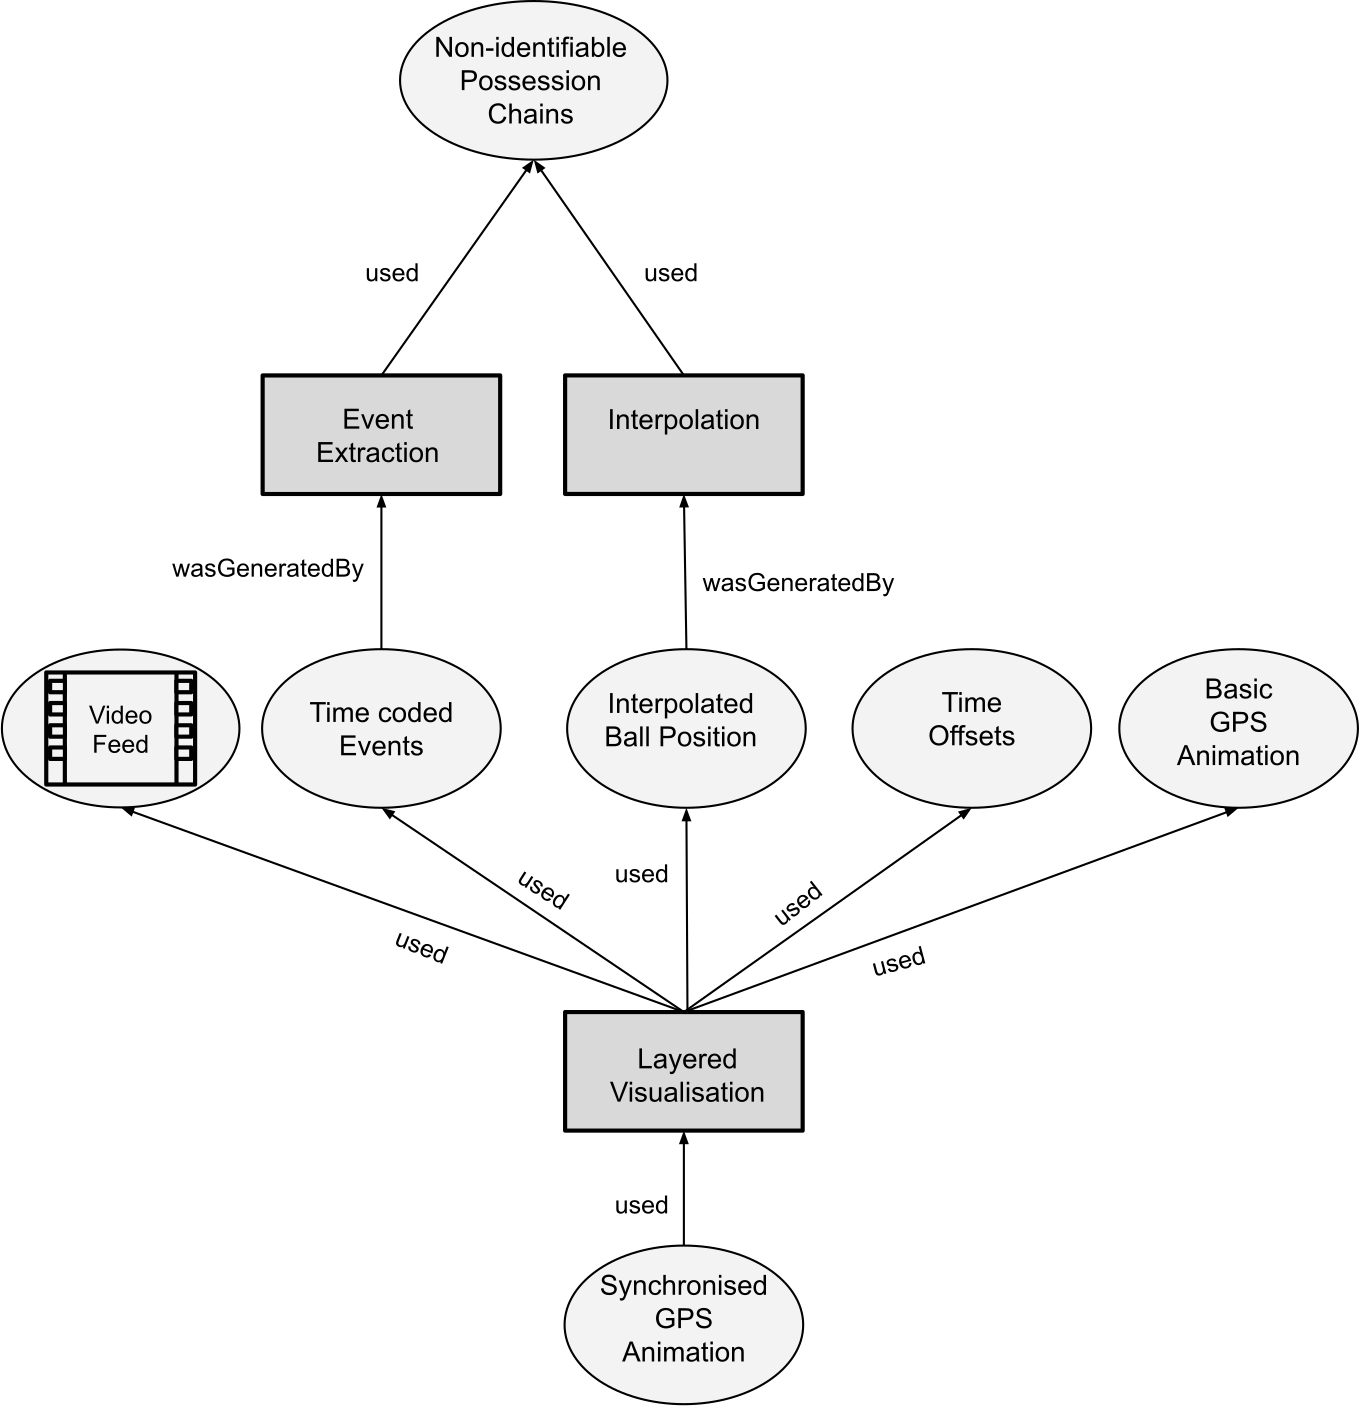 Non-identifiable
Possession
Chains
used
used
Event
Extraction
Interpolation
wasGeneratedBy
wasGeneratedBy
Video
Feed
Time coded
Events
Interpolated
Ball Position
Time
Offsets
Basic
GPS
Animation
used
used
used
used
used
Layered
Visualisation
used
Synchronised
GPS
Animation